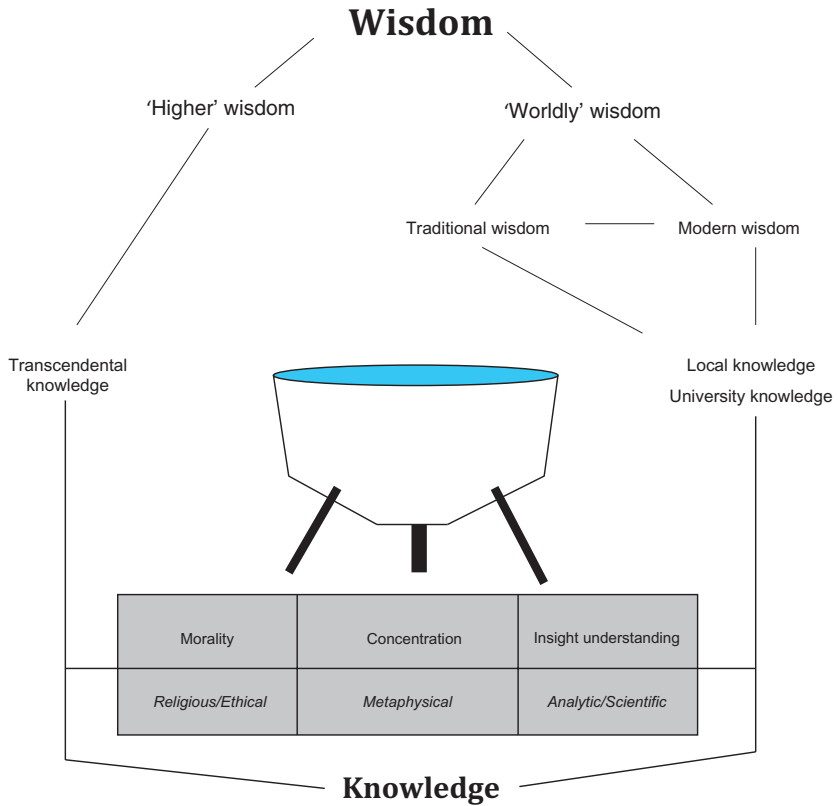 Wisdom
‘Higher’ wisdom
‘Worldly’ wisdom
Traditional wisdom
Modern wisdom
Transcendental
knowledge
Local knowledge
University knowledge
Morality
Concentration
Insight understanding
Religious/Ethical
Metaphysical
Analytic/Scientific
Knowledge